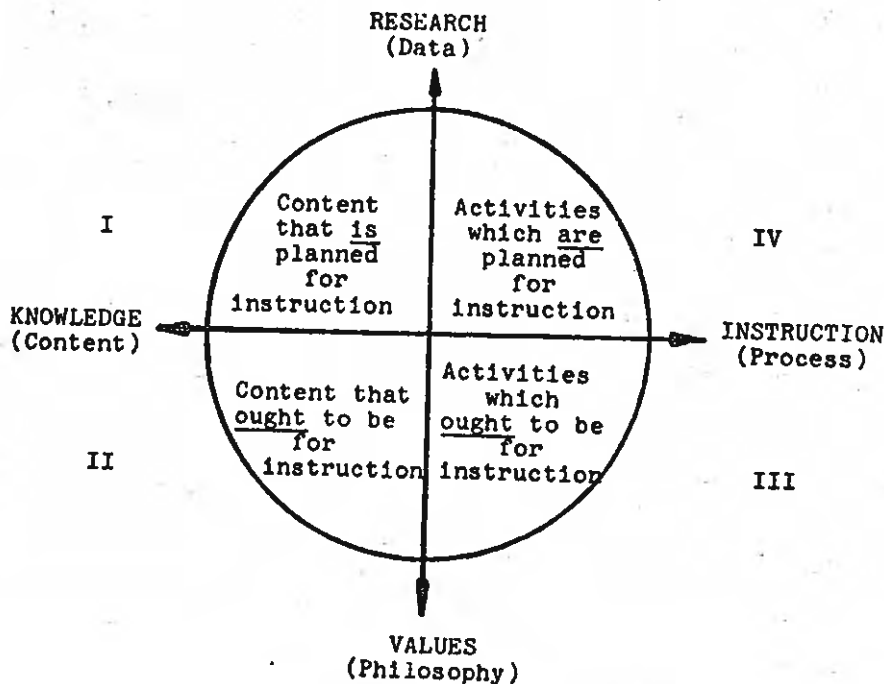 RESEARCH
(Data)
Content
that is
planned
for
instruction
Activities
which are
planned
for
instruction
I
IV
KNOWLEDGE
(Content)
INSTRUCTION
(Process)
Content that
ought to be
for
instruction
Activities
which
ought to be
for
instruction
II
III
VALUES
(Philosophy)